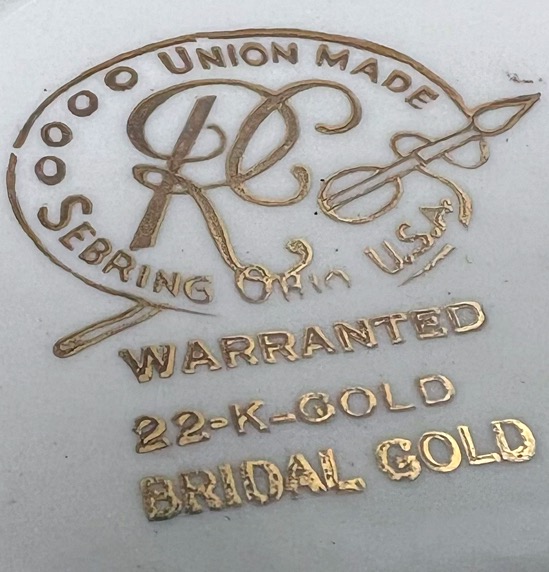 UNION MADE
RC
SEBRING OHIO U.S.A.
WARRANTED
22-K-GOLD
BRIDAL GOLD